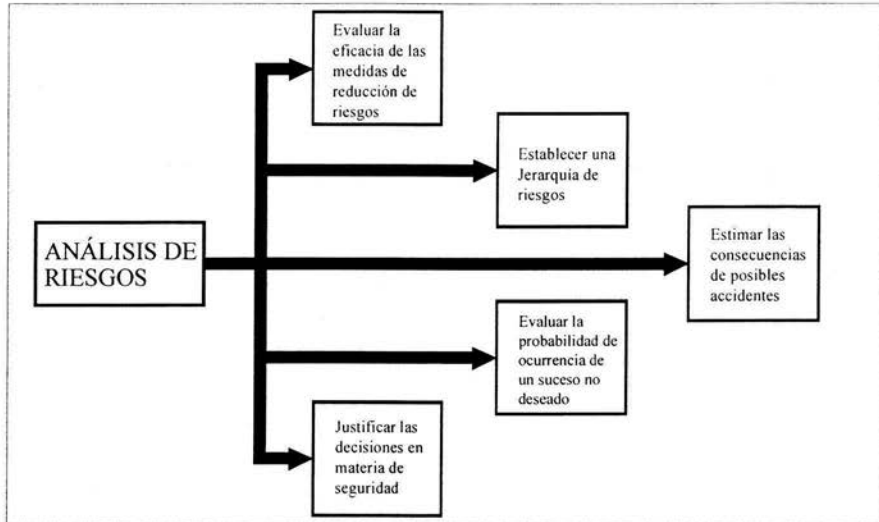 Evaluar la
eficacia de las
medidas de
reducción de
riesgos
Establecer una
Jerarquía de
riesgos
ANÁLISIS DE
RIESGOS
Estimar las
consecuencias
de posibles
accidentes
Evaluar la
probabilidad de
ocurrencia de
un suceso no
deseado
Justificar las
decisiones en
materia de
seguridad